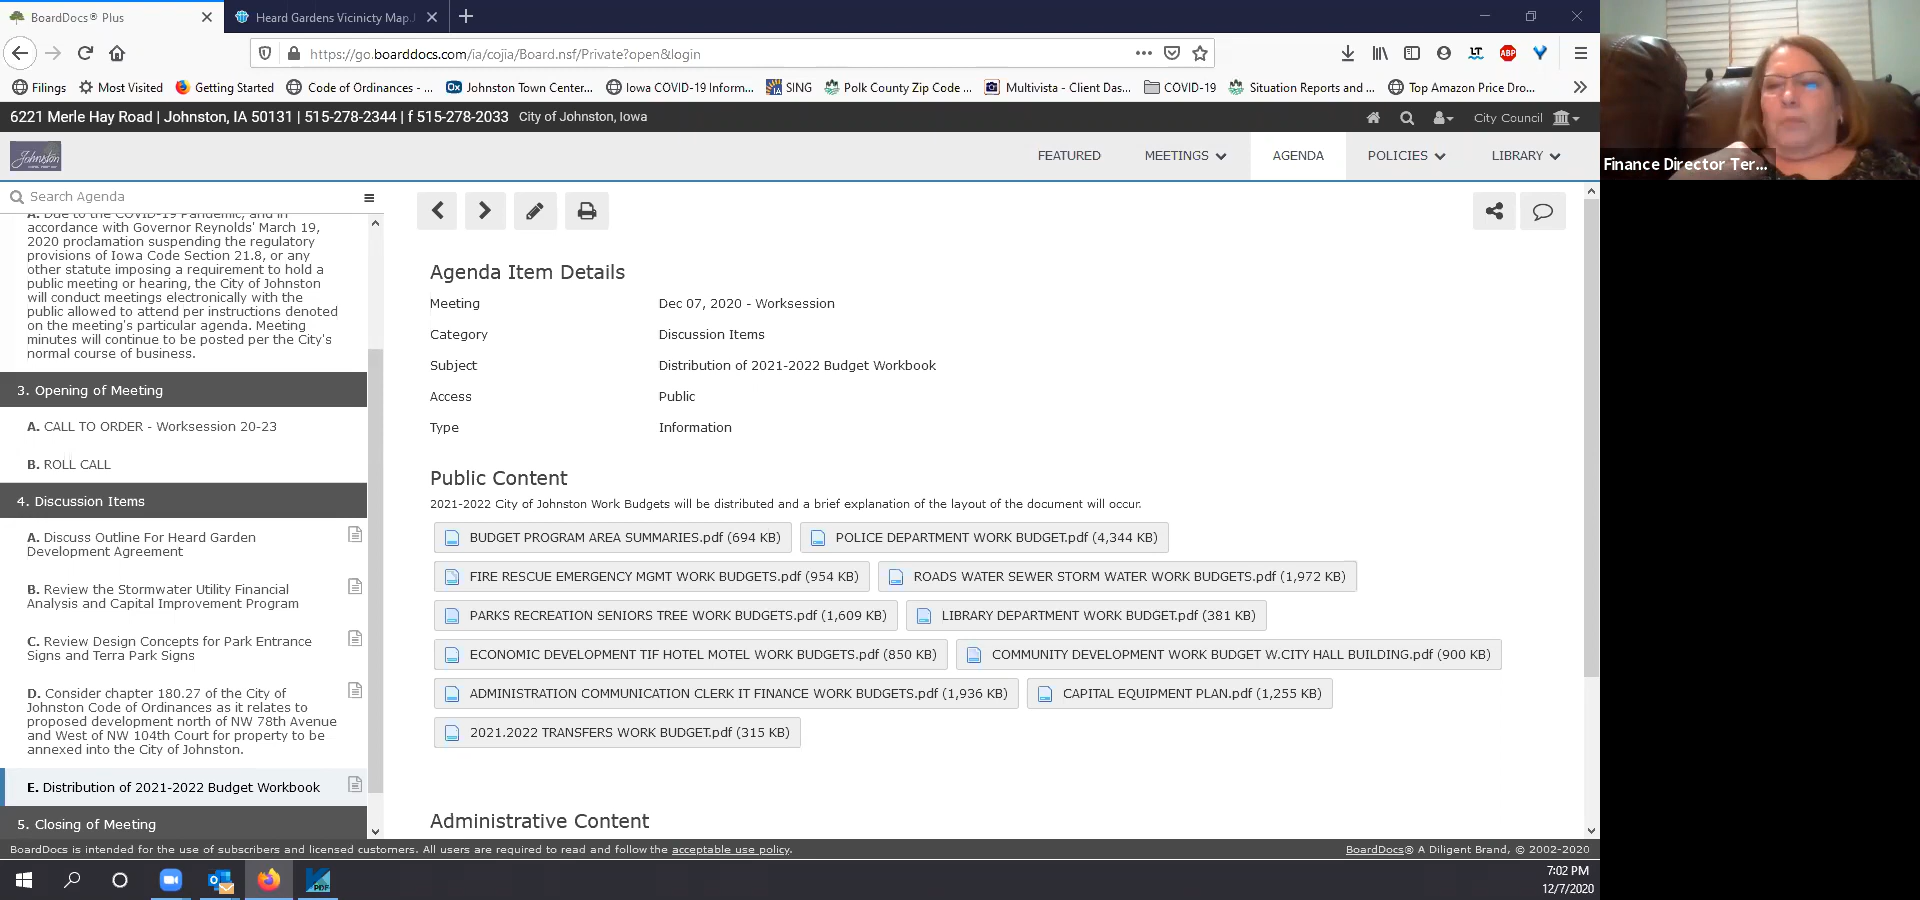 BoardDocs® Plus
Heard Gardens Vicinicty Map.
https://go.boarddocs.com/ia/cojia/Board.nsf/Private?open&login
Filings
Most Visited
Getting Started
Code of Ordinances - ...
Johnston Town Center...
Iowa COVID-19 Inform...
SING
Polk County Zip Code ...
Multivista - Client Das...
COVID-19
Situation Reports and ...
Top Amazon Price Dro...
6221 Merle Hay Road | Johnston, IA 50131 | 515-278-2344 | f 515-278-2033 City of Johnston, Iowa
City Council
Johnston
FEATURED
MEETINGS
AGENDA
POLICIES
LIBRARY
Finance Director Ter...
Search Agenda
A. Due to the COVID-19 Pandemic, and in
accordance with Governor Reynolds' March 19,
2020 proclamation suspending the regulatory
provisions of Iowa Code Section 21.8, or any
other statute imposing a requirement to hold a
public meeting or hearing, the City of Johnston
will conduct meetings electronically with the
public allowed to attend per instructions denoted
on the meeting's particular agenda. Meeting
minutes will continue to be posted per the City's
normal course of business.
3. Opening of Meeting
A. CALL TO ORDER - Worksession 20-23
B. ROLL CALL
4. Discussion Items
A. Discuss Outline For Heard Garden
Development Agreement
B. Review the Stormwater Utility Financial
Analysis and Capital Improvement Program
C. Review Design Concepts for Park Entrance
Signs and Terra Park Signs
D. Consider chapter 180.27 of the City of
Johnston Code of Ordinances as it relates to
proposed development north of NW 78th Avenue
and West of NW 104th Court for property to be
annexed into the City of Johnston.
E. Distribution of 2021-2022 Budget Workbook
5. Closing of Meeting
Agenda Item Details
Meeting Dec 07, 2020 - Worksession
Category Discussion Items
Subject Distribution of 2021-2022 Budget Workbook
Access Public
Type Information
Public Content
2021-2022 City of Johnston Work Budgets will be distributed and a brief explanation of the layout of the document will occur.
BUDGET PROGRAM AREA SUMMARIES.pdf (694 KB)
POLICE DEPARTMENT WORK BUDGET.pdf (4,344 KB)
FIRE RESCUE EMERGENCY MGMT WORK BUDGETS.pdf (954 KB)
ROADS WATER SEWER STORM WATER WORK BUDGETS.pdf (1,972 KB)
PARKS RECREATION SENIORS TREE WORK BUDGETS.pdf (1,609 KB)
LIBRARY DEPARTMENT WORK BUDGET.pdf (381 KB)
ECONOMIC DEVELOPMENT TIF HOTEL MOTEL WORK BUDGETS.pdf (850 KB)
COMMUNITY DEVELOPMENT WORK BUDGET W.CITY HALL BUILDING.pdf (900 KB)
ADMINISTRATION COMMUNICATION CLERK IT FINANCE WORK BUDGETS.pdf (1,936 KB)
CAPITAL EQUIPMENT PLAN.pdf (1,255 KB)
2021.2022 TRANSFERS WORK BUDGET.pdf (315 KB)
Administrative Content
BoardDocs is intended for the use of subscribers and licensed customers. All users are required to read and follow the acceptable use policy.
BoardDocs® A Diligent Brand, © 2002-2020
7:02 PM
12/7/2020